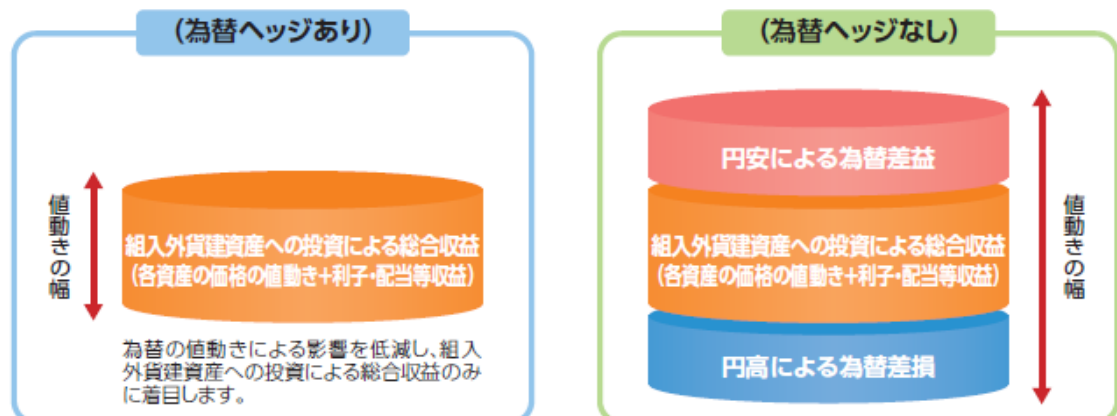 (為替ヘッジあり)
値動きの幅
組入外貨建資産への投資による総合収益
(各資産の価格の値動き+利子・配当等収益)
為替の値動きによる影響を低減し、組入
外貨建資産への投資による総合収益のみ
に着目します。
(為替ヘッジなし)
円安による為替差益
組入外貨建資産への投資による総合収益
(各資産の価格の値動き+利子・配当等収益)
円高による為替差損
値動きの幅